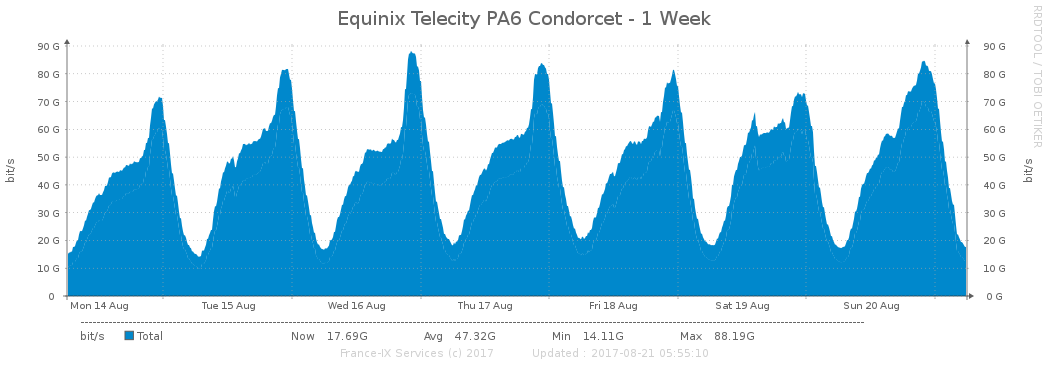 Equinix Telecity PA6 Condorcet - 1 Week
RRDTOOL / TOBI OETIKER
bit/s
90 G
80 G
70 G
60 G
50 G
40 G
30 G
20 G
10 G
0
90 G
80 G
70 G
60 G
50 G
40 G
30 G
20 G
10 G
0 G
bit/s
Mon 14 Aug Tue 15 Aug Wed 16 Aug Thu 17 Aug Fri 18 Aug Sat 19 Aug Sun 20 Aug
bit/s Total Now 17.69G Avg 47.32G Min 14.11G Max 88.19G
France-IX Services (c) 2017 Updated : 2017-08-21 05:55:10